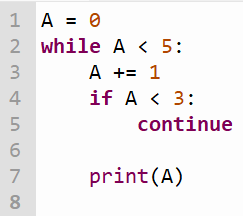 1 A = 0
2 while A < 5:
3     A += 1
4     if A < 3:
5         continue
6
7     print(A)
8